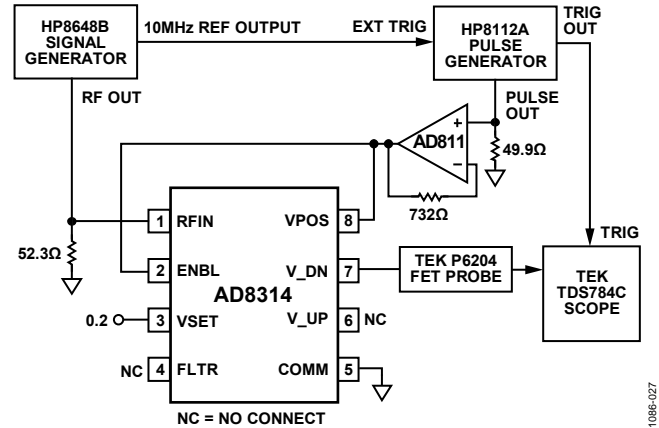 HP8648B
SIGNAL
GENERATOR
10MHz REF OUTPUT
EXT TRIG
HP8112A
PULSE
GENERATOR
TRIG
OUT
RF OUT
PULSE
OUT
+
AD811
–
49.9Ω
732Ω
52.3Ω
1 RFIN
VPOS 8
2 ENBL
V_DN 7
AD8314
0.2
3 VSET
V_UP 6 NC
NC 4 FLTR
COMM 5
TEK P6204
FET PROBE
TRIG
TEK
TDS784C
SCOPE
NC = NO CONNECT
1086-027